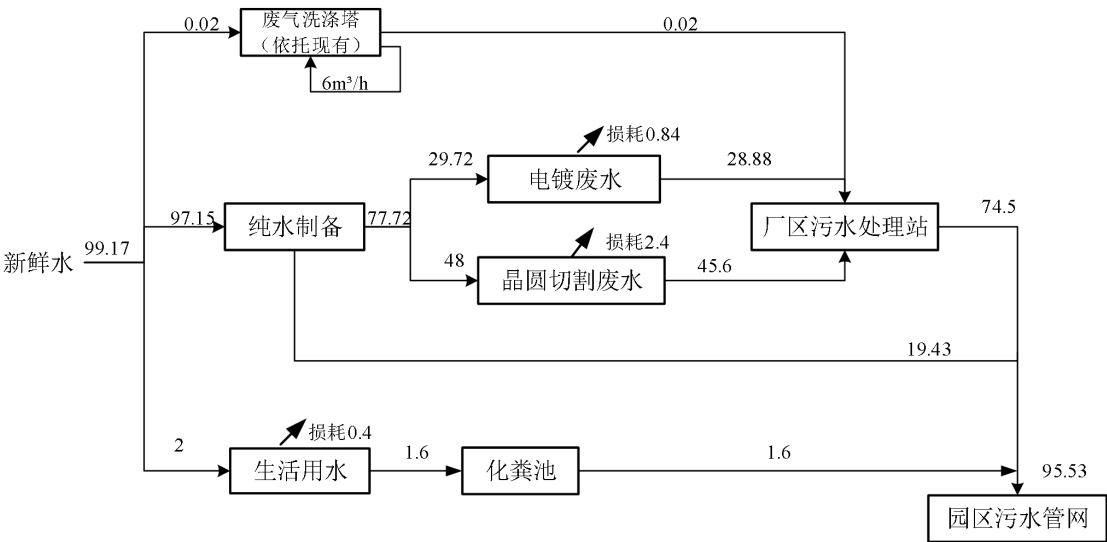 0.02
废气洗涤塔
（依托现有）
0.02
6m³/h
损耗0.84
29.72
电镀废水
28.88
97.15
纯水制备
77.72
厂区污水处理站
74.5
新鲜水
99.17
损耗2.4
48
晶圆切割废水
45.6
19.43
损耗0.4
2
生活用水
1.6
化粪池
1.6
95.53
园区污水管网